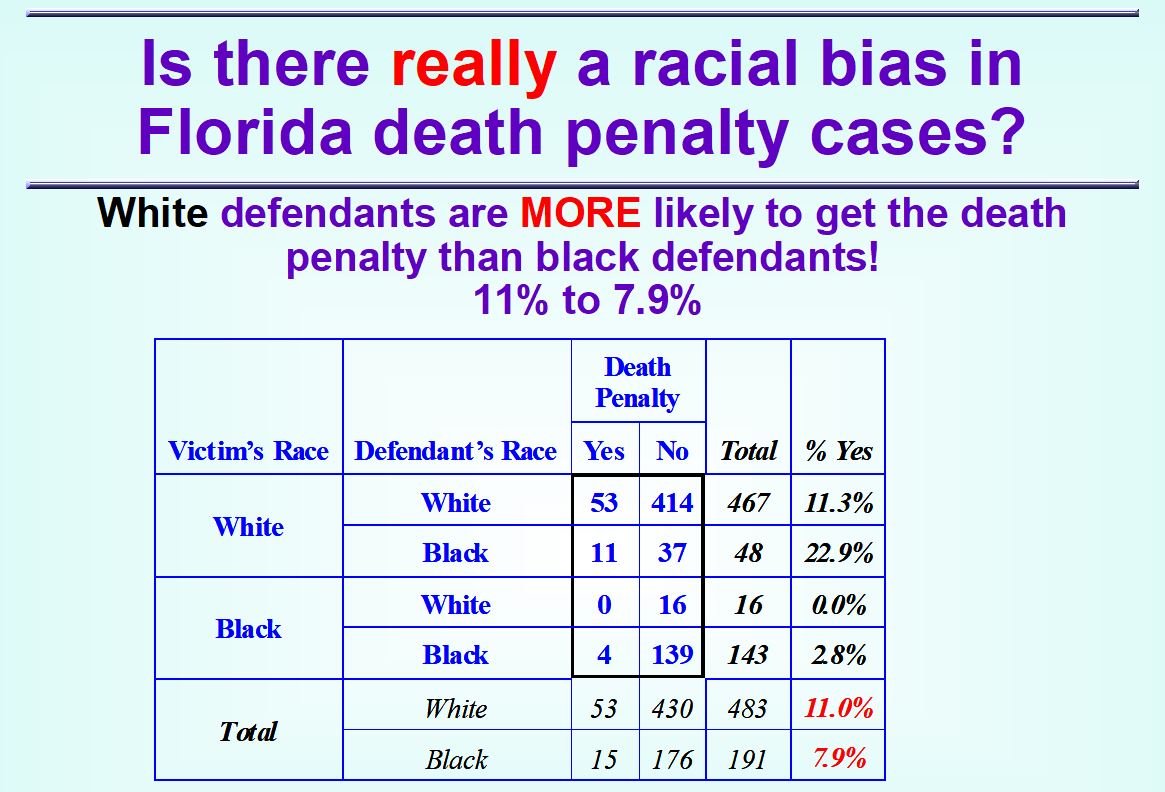 Is there really a racial bias in
Florida death penalty cases?
White defendants are MORE likely to get the death
penalty than black defendants!
11% to 7.9%
Death
Penalty
Victim's Race Defendant's Race Yes No Total % Yes
White White 53 414 467 11.3%
Black 11 37 48 22.9%
Black White 0 16 16 0.0%
Black 4 139 143 2.8%
Total White 53 430 483 11.0%
Black 15 176 191 7.9%